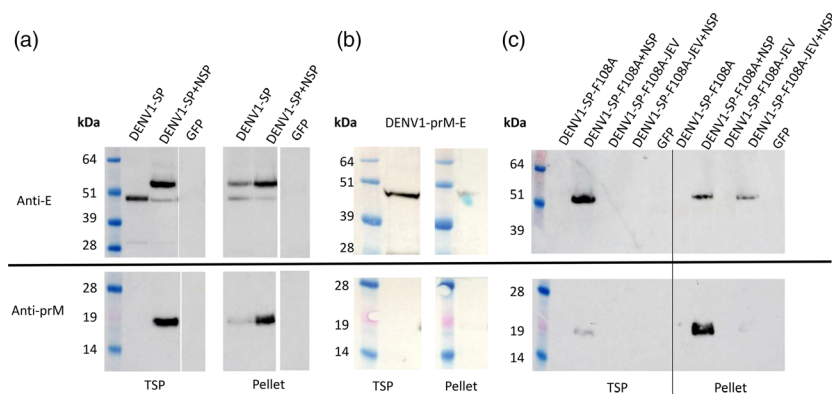 (a)
(b)
(c)
kDa
DENV1-SP
DENV1-SP+NSP
GFP
DENV1-SP
DENV1-SP+NSP
GFP
kDa
DENV1-prM-E
kDa
DENV1-SP-F108A
DENV1-SP-F108A+NSP
DENV1-SP-F108A-JEV
DENV1-SP-F108A-JEV+NSP
GFP
DENV1-SP-F108A
DENV1-SP-F108A+NSP
DENV1-SP-F108A-JEV
DENV1-SP-F108A-JEV+NSP
GFP
Anti-E
64
51
39
28
64
51
39
28
64
51
39
Anti-prM
28
19
14
28
19
14
28
19
14
TSP
Pellet
TSP
Pellet
TSP
Pellet